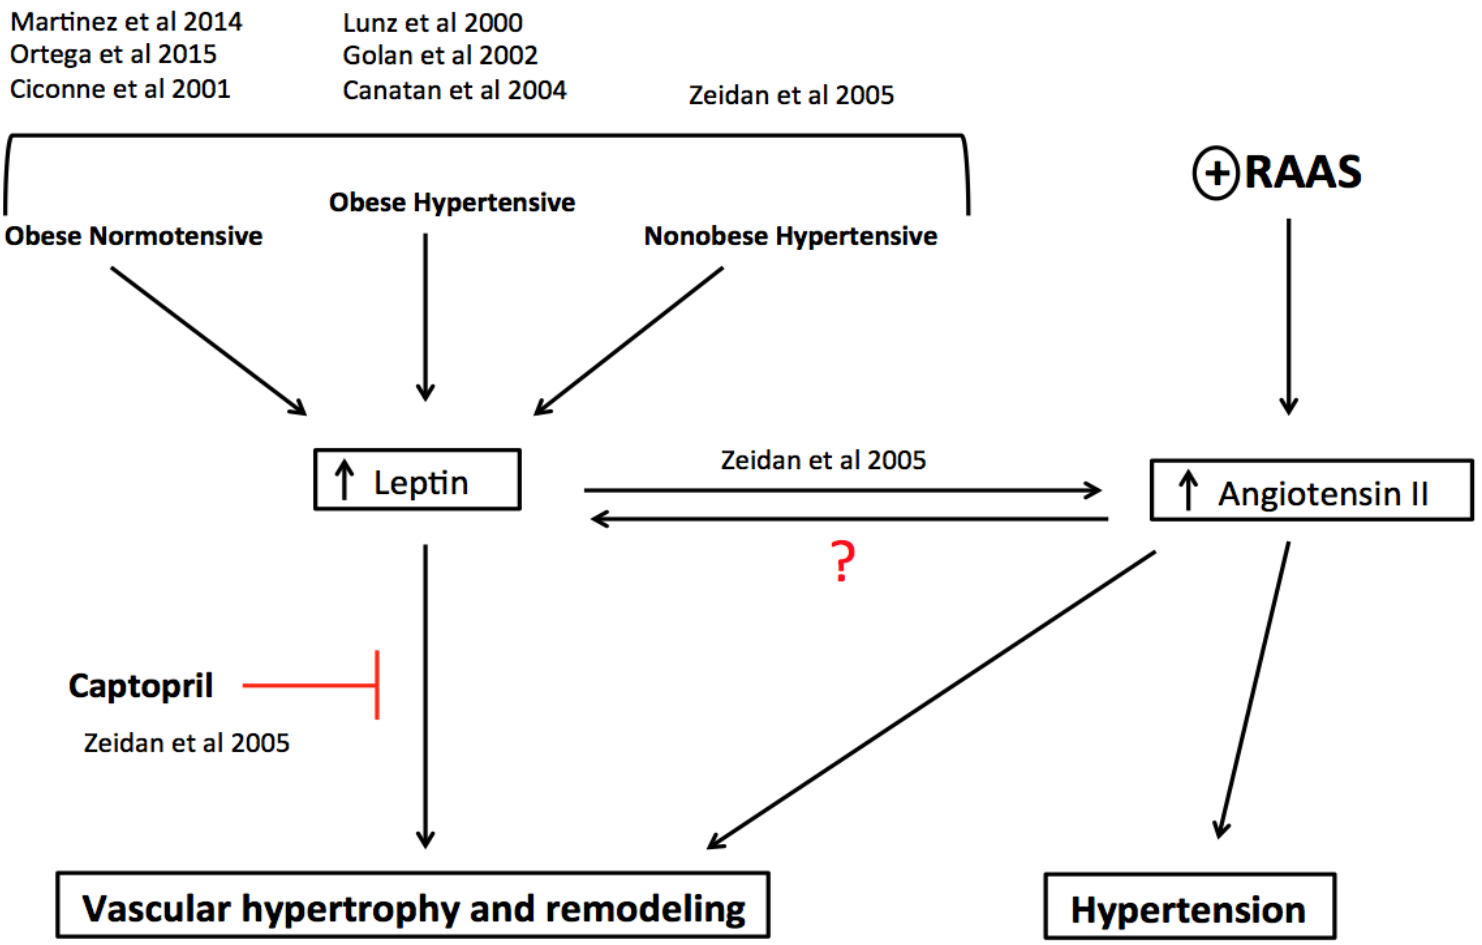 Martinez et al 2014
Ortega et al 2015
Ciconne et al 2001
Lunz et al 2000
Golan et al 2002
Canatan et al 2004
Zeidan et al 2005
+ RAAS
Obese Normotensive
Obese Hypertensive
Nonobese Hypertensive
↑ Leptin
Zeidan et al 2005
?
↑ Angiotensin II
Captopril
Zeidan et al 2005
Vascular hypertrophy and remodeling
Hypertension